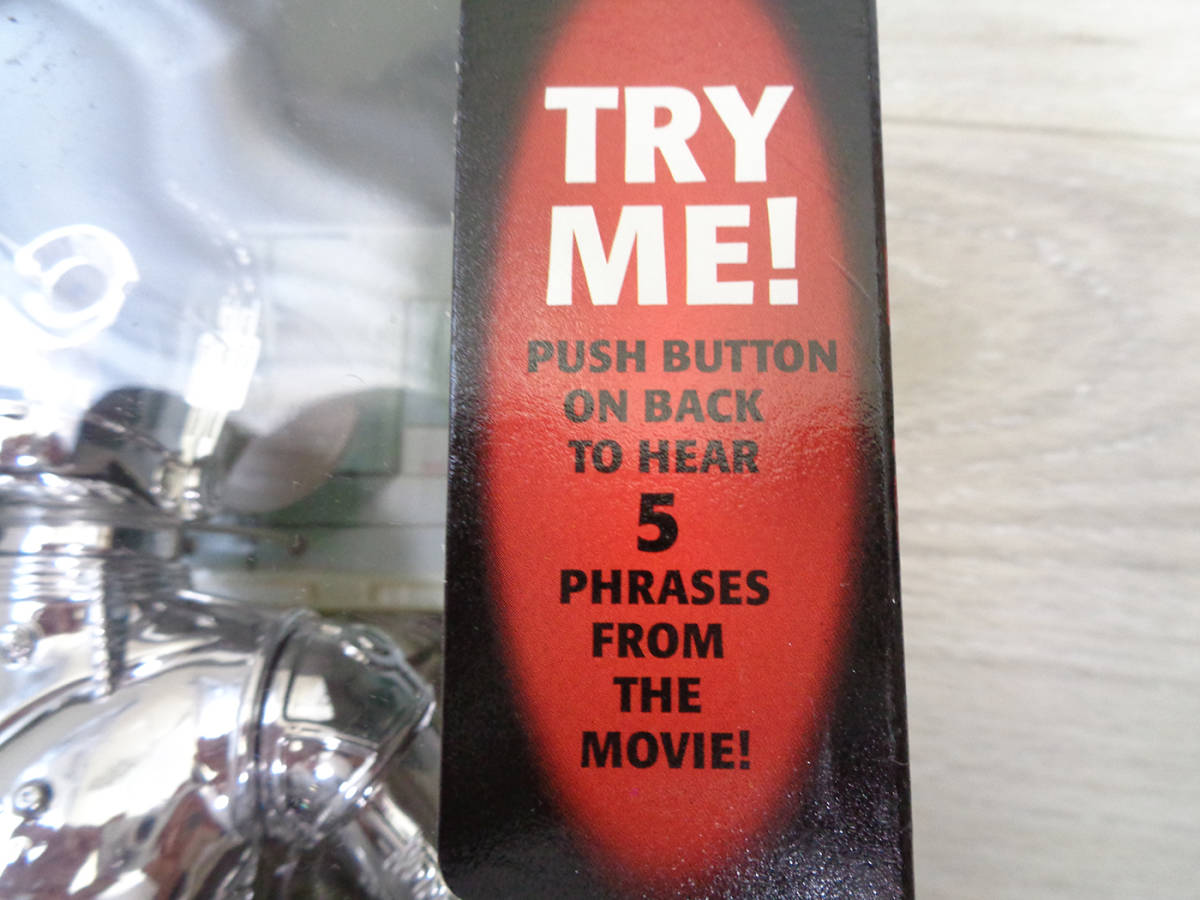 TRY
ME!
PUSH BUTTON
ON BACK
TO HEAR
5
PHRASES
FROM
THE
MOVIE!